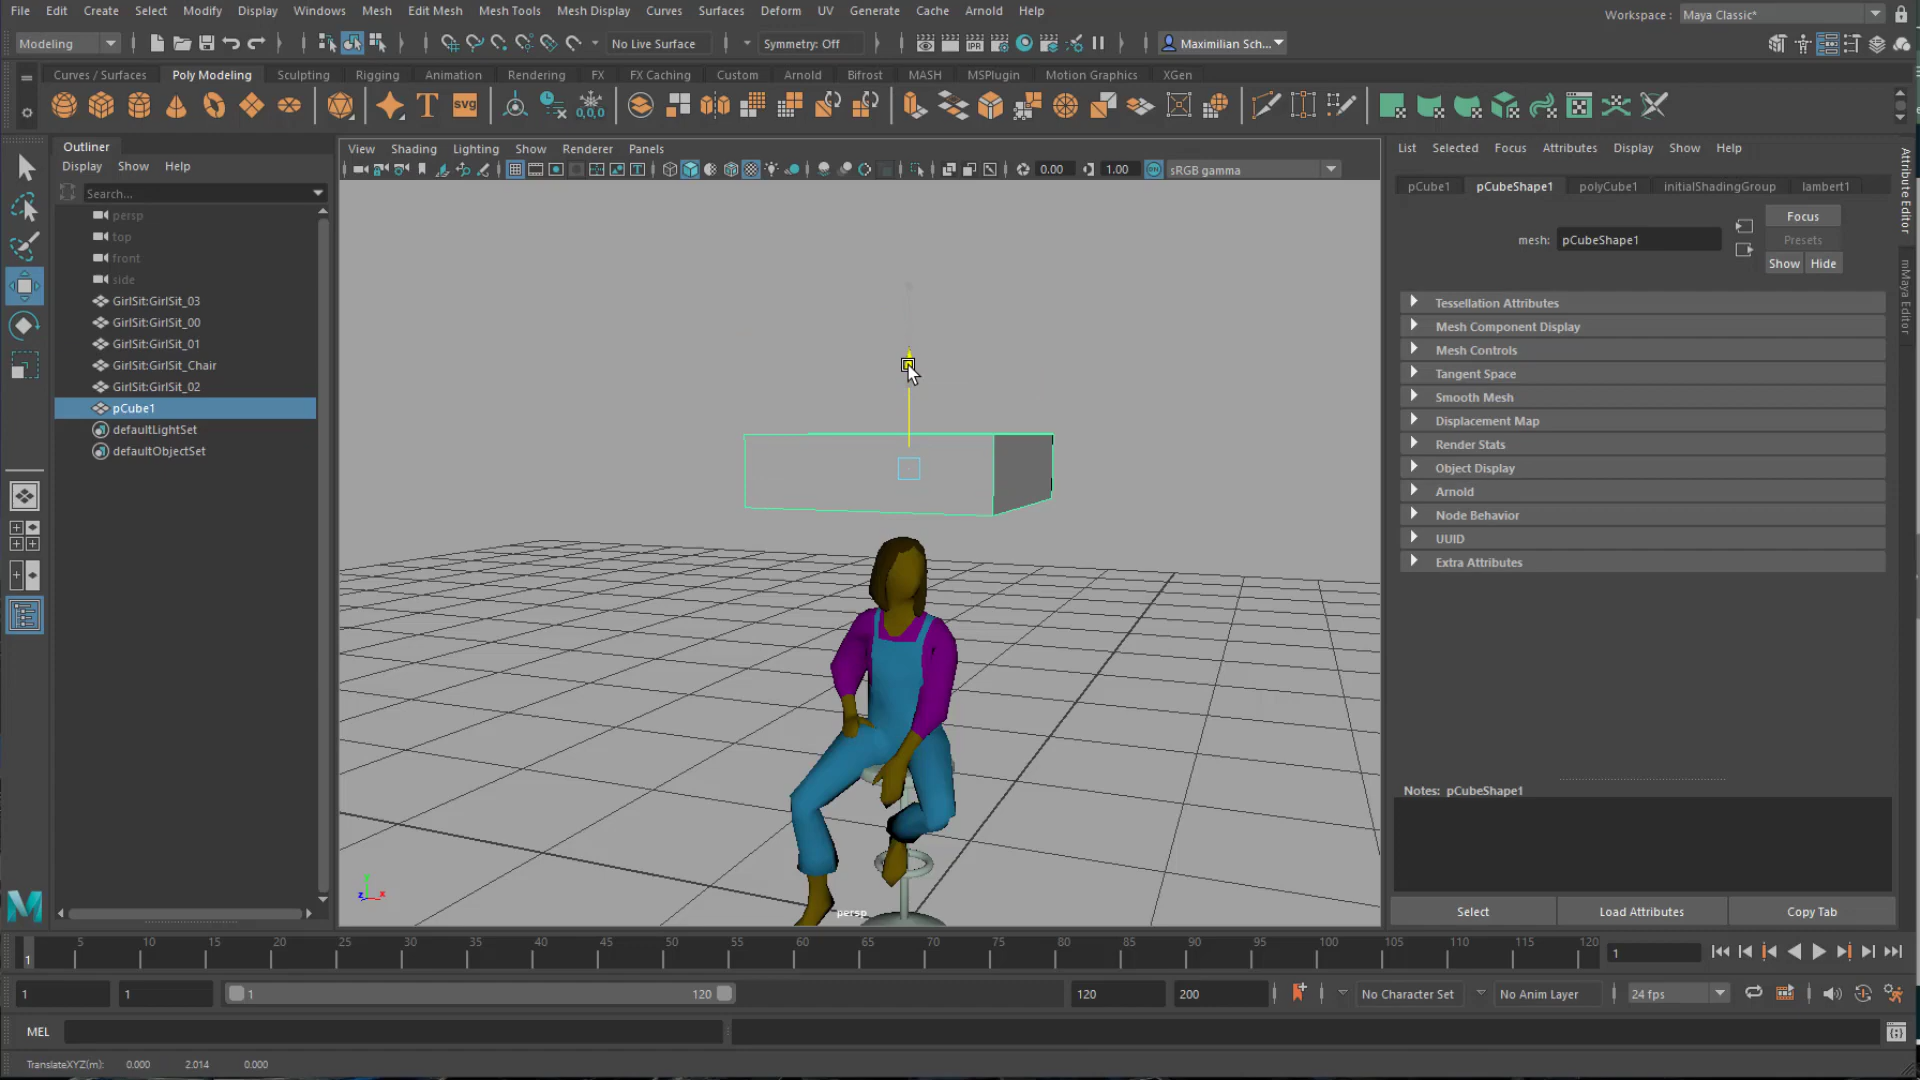 File Edit Create Select Modify Display Windows Mesh Edit Mesh Mesh Tools Mesh Display Curves Surfaces Deform UV Generate Cache Arnold Help
Workspace : Maya Classic*
Modeling No Live Surface Symmetry: Off IPR Maximilian Sch...
Curves / Surfaces Poly Modeling Sculpting Rigging Animation Rendering FX FX Caching Custom Arnold Bifrost MASH MSPlugin Motion Graphics XGen
T SVG 0,0,0
Outliner
Display Show Help
Search...
persp
top
front
side
GirlSit:GirlSit_03
GirlSit:GirlSit_00
GirlSit:GirlSit_01
GirlSit:GirlSit_Chair
GirlSit:GirlSit_02
pCube1
defaultLightSet
defaultObjectSet
View Shading Lighting Show Renderer Panels
0.00 1.00 sRGB gamma
z x
persp
List Selected Focus Attributes Display Show Help
pCube1 pCubeShape1 polyCube1 initialShadingGroup lambert1
mesh: pCubeShape1
Focus
Presets
Show Hide
Tessellation Attributes
Mesh Component Display
Mesh Controls
Tangent Space
Smooth Mesh
Displacement Map
Render Stats
Object Display
Arnold
Node Behavior
UUID
Extra Attributes
Notes: pCubeShape1
Select Load Attributes Copy Tab
Attribute Editor
mMaya Editor
1 5 10 15 20 25 30 35 40 45 50 55 60 65 70 75 80 85 90 95 100 105 110 115 120 1
1 1 1 120 120 200 No Character Set No Anim Layer 24 fps
MEL
TranslateXYZ(m): 0.000 2.014 0.000